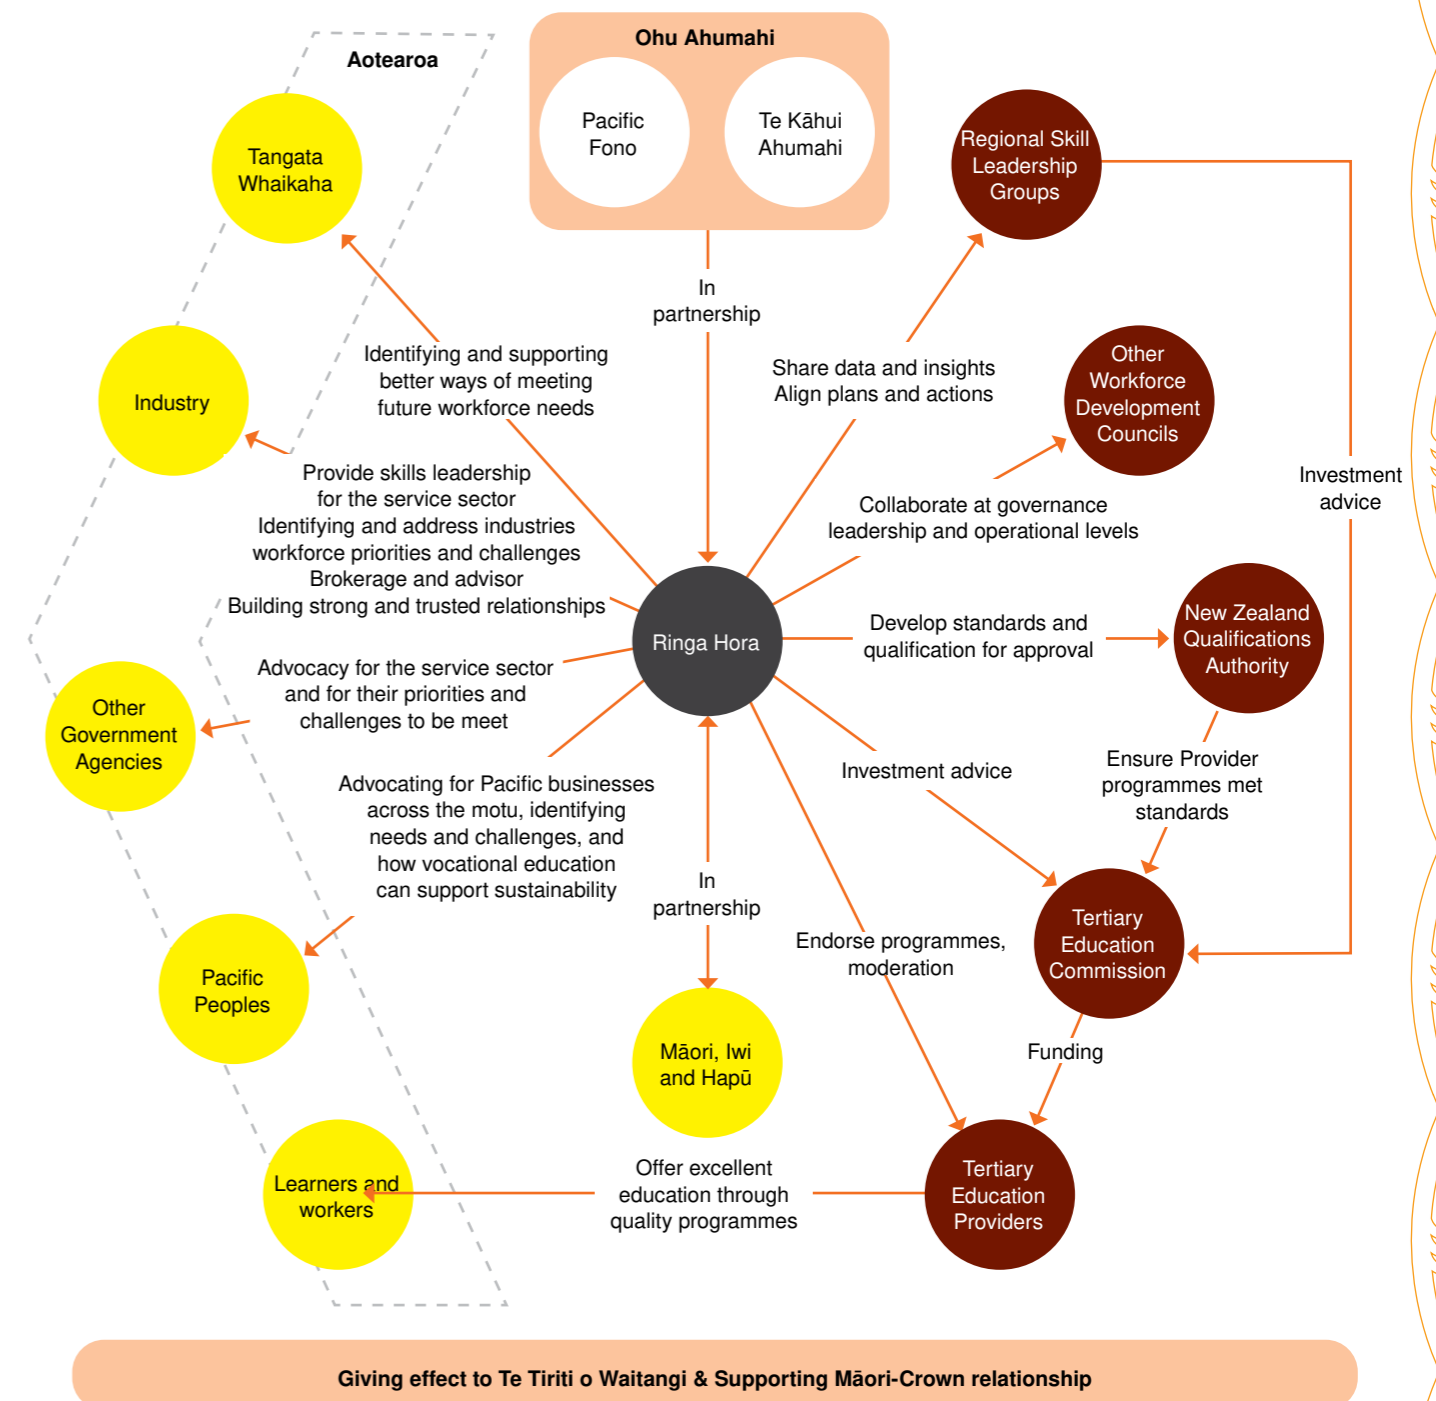 Ohu Ahumahi
Aotearoa
Pacific
Fono
Te Kāhui
Ahumahi
Tangata
Whaikaha
Regional Skill
Leadership
Groups
In
partnership
Identifying and supporting
better ways of meeting
future workforce needs
Share data and insights
Align plans and actions
Industry
Other
Workforce
Development
Councils
Provide skills leadership
for the service sector
Identifying and address industries
workforce priorities and challenges
Brokerage and advisor
Building strong and trusted relationships
Collaborate at governance
leadership and operational levels
Investment
advice
Ringa Hora
Develop standards and
qualification for approval
New Zealand
Qualifications
Authority
Advocacy for the service sector
and for their priorities and
challenges to be meet
Other
Government
Agencies
Advocating for Pacific businesses
across the motu, identifying
needs and challenges, and
how vocational education
can support sustainability
Investment advice
Ensure Provider
programmes met
standards
In
partnership
Endorse programmes,
moderation
Tertiary
Education
Commission
Pacific
Peoples
Māori, Iwi
and Hapū
Funding
Learners and
workers
Offer excellent
education through
quality programmes
Tertiary
Education
Providers
Giving effect to Te Tiriti o Waitangi & Supporting Māori-Crown relationship